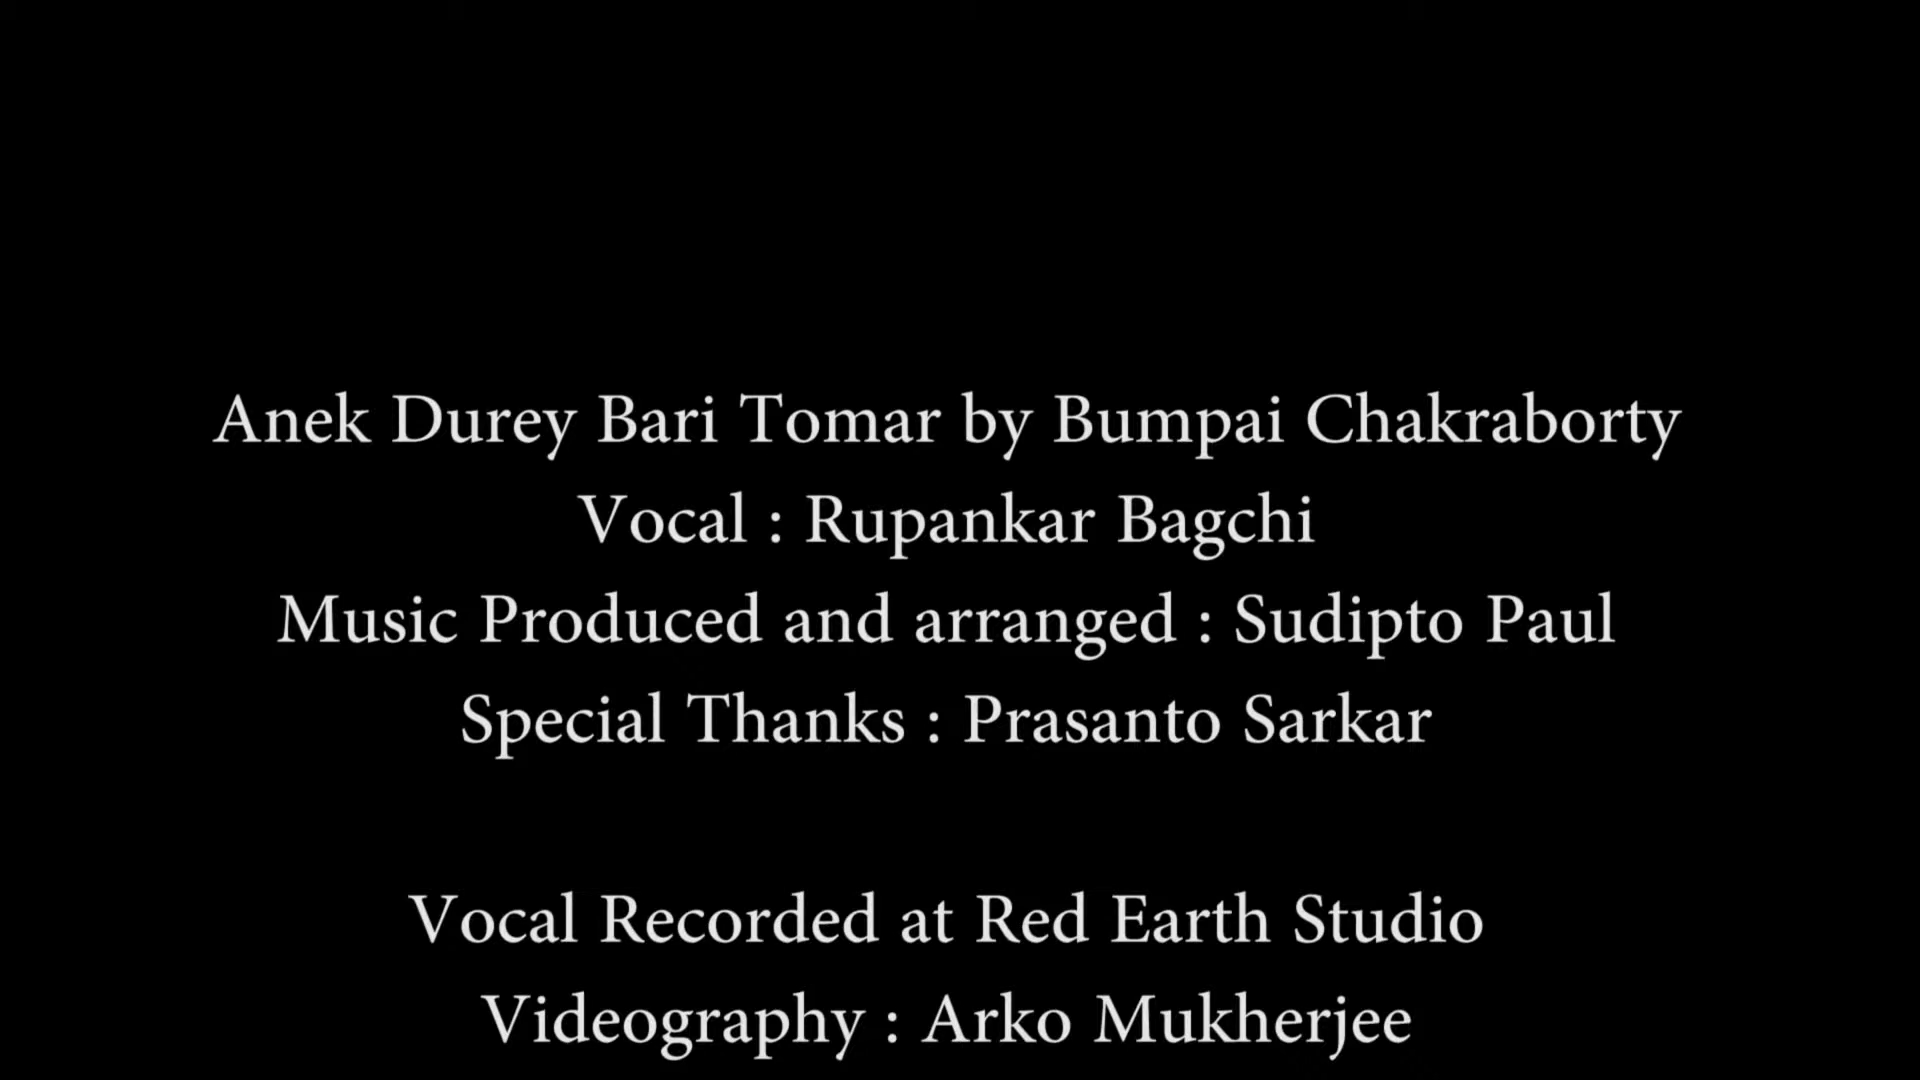 Anek Durey Bari Tomar by Bumpai Chakraborty
Vocal : Rupankar Bagchi
Music Produced and arranged : Sudipto Paul
Special Thanks : Prasanto Sarkar
Vocal Recorded at Red Earth Studio
Videography : Arko Mukherjee